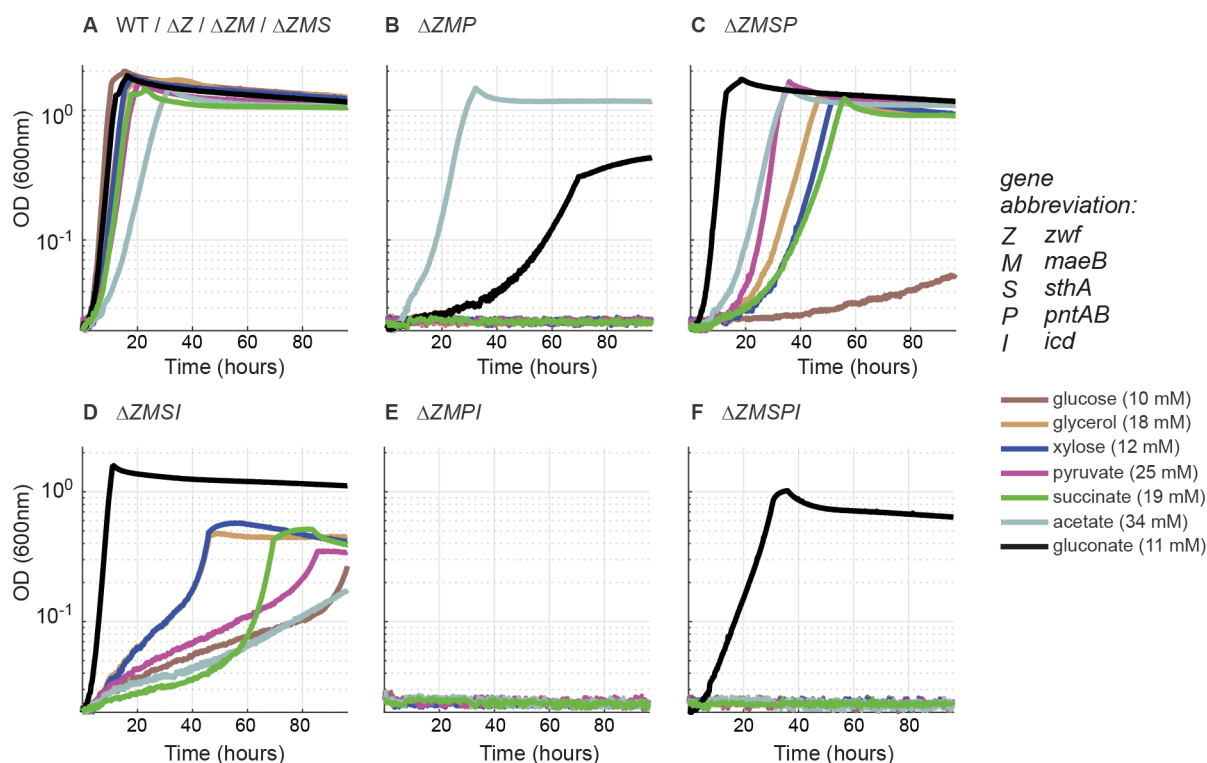 A WT / ΔZ / ΔZM / ΔZMS
B ΔZMP
C ΔZMSP
OD (600nm)
10⁰
10⁻¹
20 40 60 80
Time (hours)
20 40 60 80
Time (hours)
20 40 60 80
Time (hours)
D ΔZMSI
E ΔZMPI
F ΔZMSPI
OD (600nm)
10⁰
10⁻¹
20 40 60 80
Time (hours)
20 40 60 80
Time (hours)
20 40 60 80
Time (hours)
gene
abbreviation:
Z zwf
M maeB
S sthA
P pntAB
I icd
glucose (10 mM)
glycerol (18 mM)
xylose (12 mM)
pyruvate (25 mM)
succinate (19 mM)
acetate (34 mM)
gluconate (11 mM)